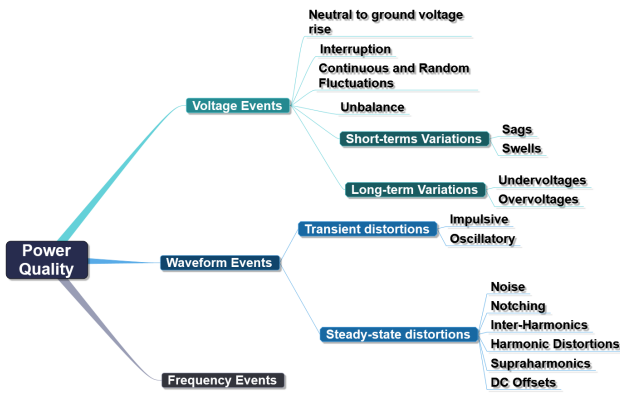 Power
Quality
Voltage Events
Neutral to ground voltage
rise
Interruption
Continuous and Random
Fluctuations
Unbalance
Short-terms Variations
Sags
Swells
Long-term Variations
Undervoltages
Overvoltages
Waveform Events
Transient distortions
Impulsive
Oscillatory
Steady-state distortions
Noise
Notching
Inter-Harmonics
Harmonic Distortions
Supraharmonics
DC Offsets
Frequency Events